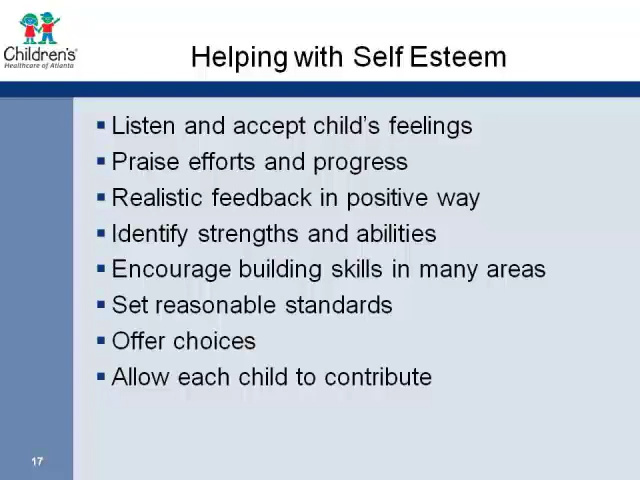 Children's
Healthcare of Atlanta
Helping with Self Esteem
Listen and accept child's feelings
Praise efforts and progress
Realistic feedback in positive way
Identify strengths and abilities
Encourage building skills in many areas
Set reasonable standards
Offer choices
Allow each child to contribute
17